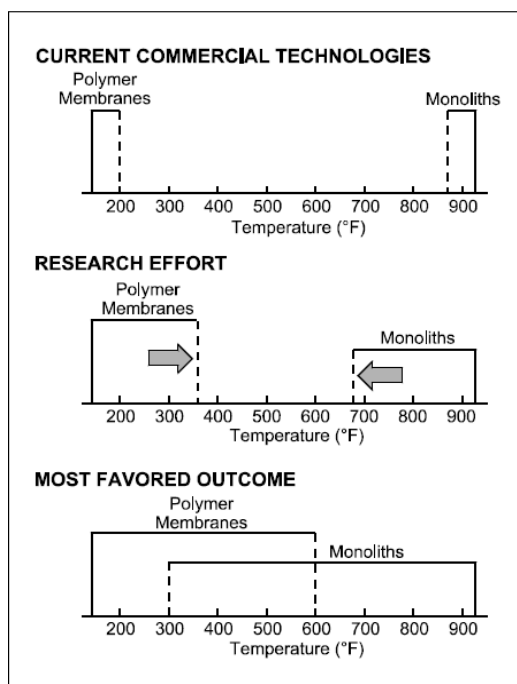 CURRENT COMMERCIAL TECHNOLOGIES
Polymer
Membranes
Monoliths
200 300 400 500 600 700 800 900
Temperature (°F)
RESEARCH EFFORT
Polymer
Membranes
Monoliths
200 300 400 500 600 700 800 900
Temperature (°F)
MOST FAVORED OUTCOME
Polymer
Membranes
Monoliths
200 300 400 500 600 700 800 900
Temperature (°F)